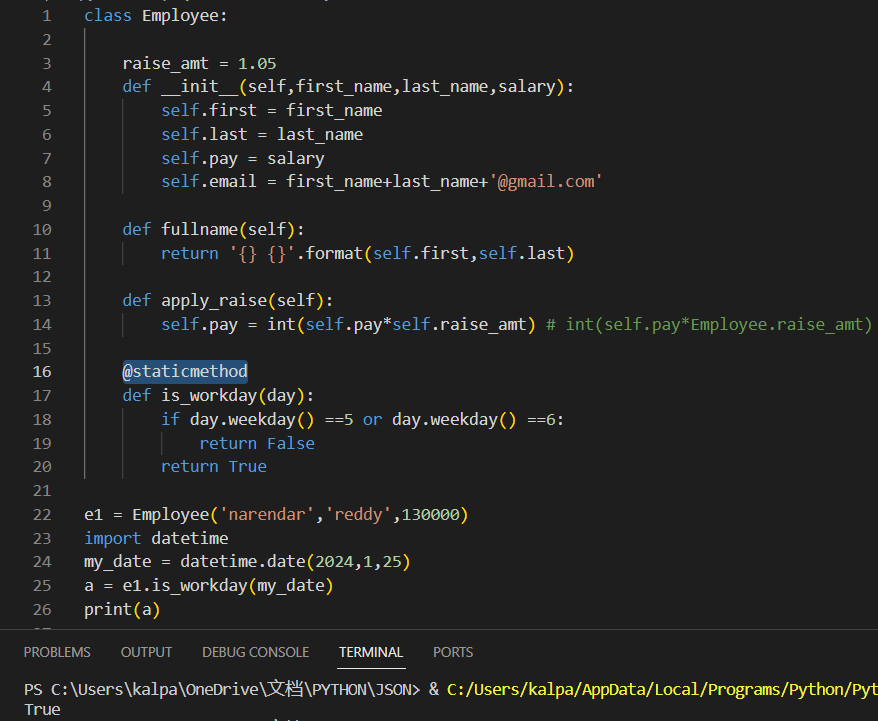 1 class Employee:
2
3 raise_amt = 1.05
4 def __init__(self,first_name,last_name,salary):
5 self.first = first_name
6 self.last = last_name
7 self.pay = salary
8 self.email = first_name+last_name+'@gmail.com'
9
10 def fullname(self):
11 return '{} {}'.format(self.first,self.last)
12
13 def apply_raise(self):
14 self.pay = int(self.pay*self.raise_amt) # int(self.pay*Employee.raise_amt)
15
16 @staticmethod
17 def is_workday(day):
18 if day.weekday() ==5 or day.weekday() ==6:
19 return False
20 return True
21
22 e1 = Employee('narendar','reddy',130000)
23 import datetime
24 my_date = datetime.date(2024,1,25)
25 a = e1.is_workday(my_date)
26 print(a)
PROBLEMS OUTPUT DEBUG CONSOLE TERMINAL PORTS
PS C:\Users\kalpa\OneDrive\文档\PYTHON\JSON> & C:/Users/kalpa/AppData/Local/Programs/Python/Pyt
True